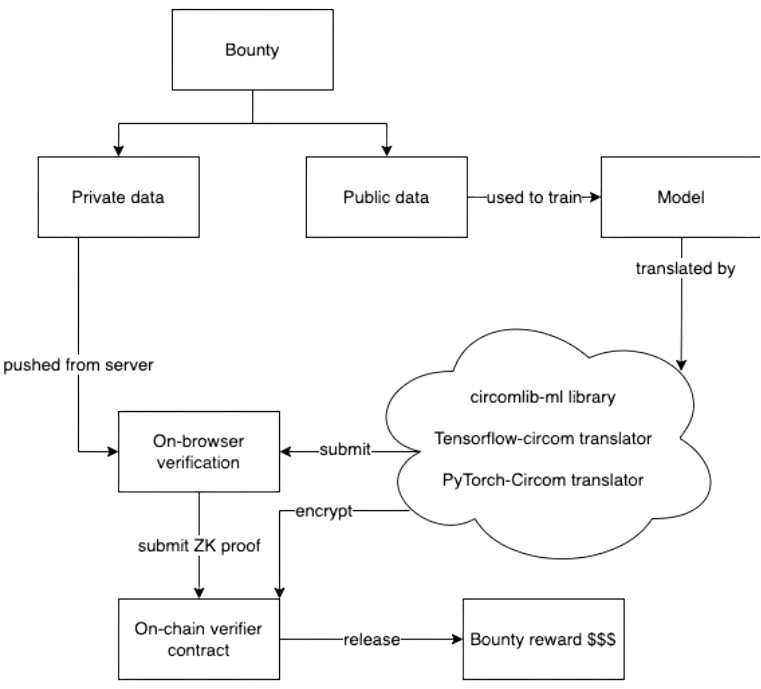 Bounty
Private data
Public data
used to train
Model
translated by
pushed from server
circomlib-ml library
Tensorflow-circom translator
PyTorch-Circom translator
On-browser
verification
submit
encrypt
submit ZK proof
On-chain verifier
contract
release
Bounty reward $$$